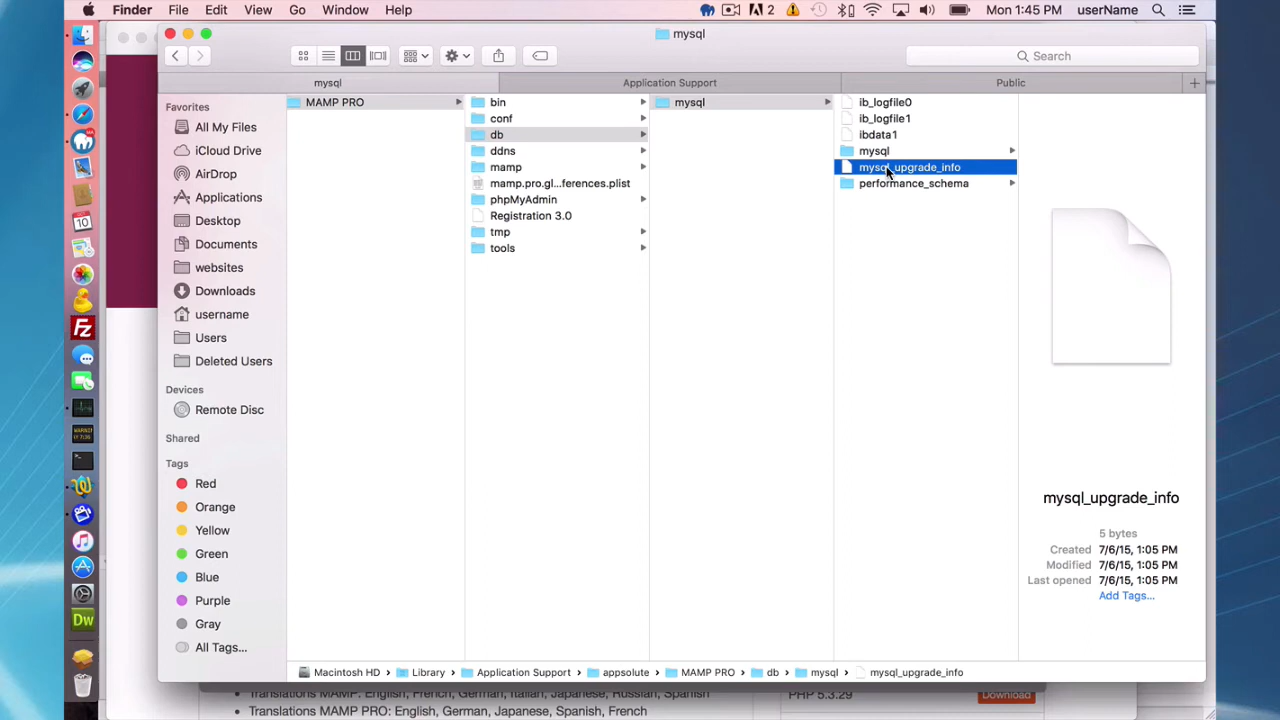 Finder File Edit View Go Window Help 2 Mon 1:45 PM userName
mysql
Search
mysql Application Support Public +
Favorites
All My Files
iCloud Drive
AirDrop
Applications
Desktop
Documents
websites
Downloads
username
Users
Deleted Users
Devices
Remote Disc
Shared
Tags
Red
Orange
Yellow
Green
Blue
Purple
Gray
All Tags...
MAMP PRO
bin
conf
db
ddns
mamp
mamp.pro.gl...ferences.plist
phpMyAdmin
Registration 3.0
tmp
tools
mysql
ib_logfile0
ib_logfile1
ibdata1
mysql
mysql_upgrade_info
performance_schema
mysql_upgrade_info
5 bytes
Created 7/6/15, 1:05 PM
Modified 7/6/15, 1:05 PM
Last opened 7/6/15, 1:05 PM
Add Tags...
Macintosh HD Library Application Support appsolute MAMP PRO db mysql mysql_upgrade_info
Translations MAMP: English, French, German, Italian, Japanese, Russian, Spanish
PHP 5.3.29 Download
• Translations MAMP PRO: English, German, Japanese, Spanish, French
10
Fz
Dw